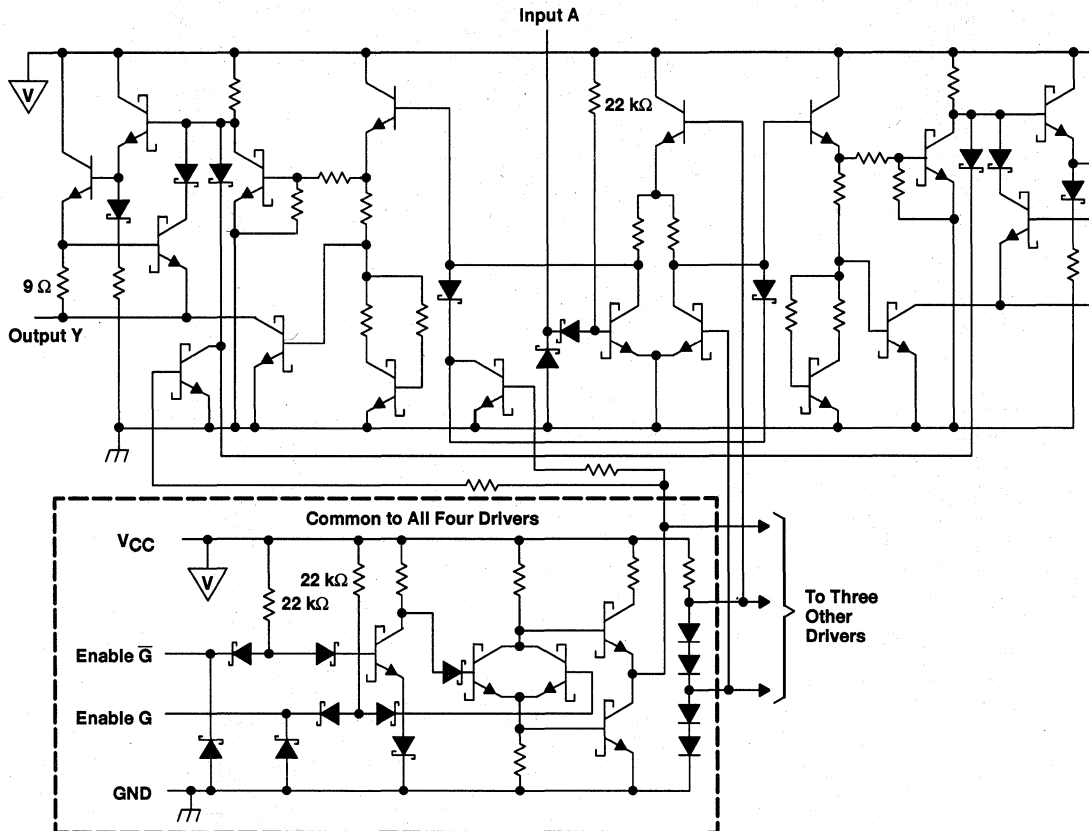 Input A
V
22 kΩ
9 Ω
Output Y
Common to All Four Drivers
VCC
V
22 kΩ
22 kΩ
Enable G̅
Enable G
GND
To Three
Other
Drivers